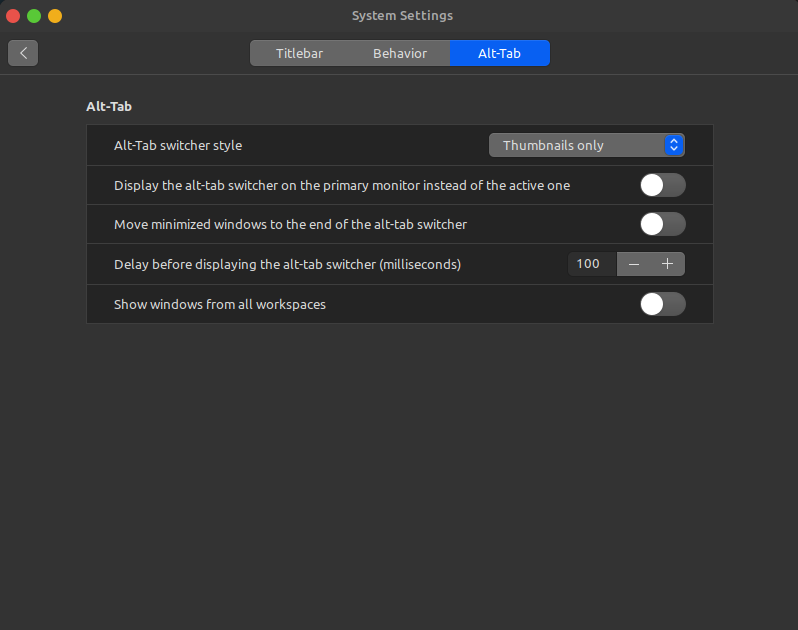 System Settings
Titlebar Behavior Alt-Tab
Alt-Tab
Alt-Tab switcher style Thumbnails only
Display the alt-tab switcher on the primary monitor instead of the active one
Move minimized windows to the end of the alt-tab switcher
Delay before displaying the alt-tab switcher (milliseconds) 100 − +
Show windows from all workspaces